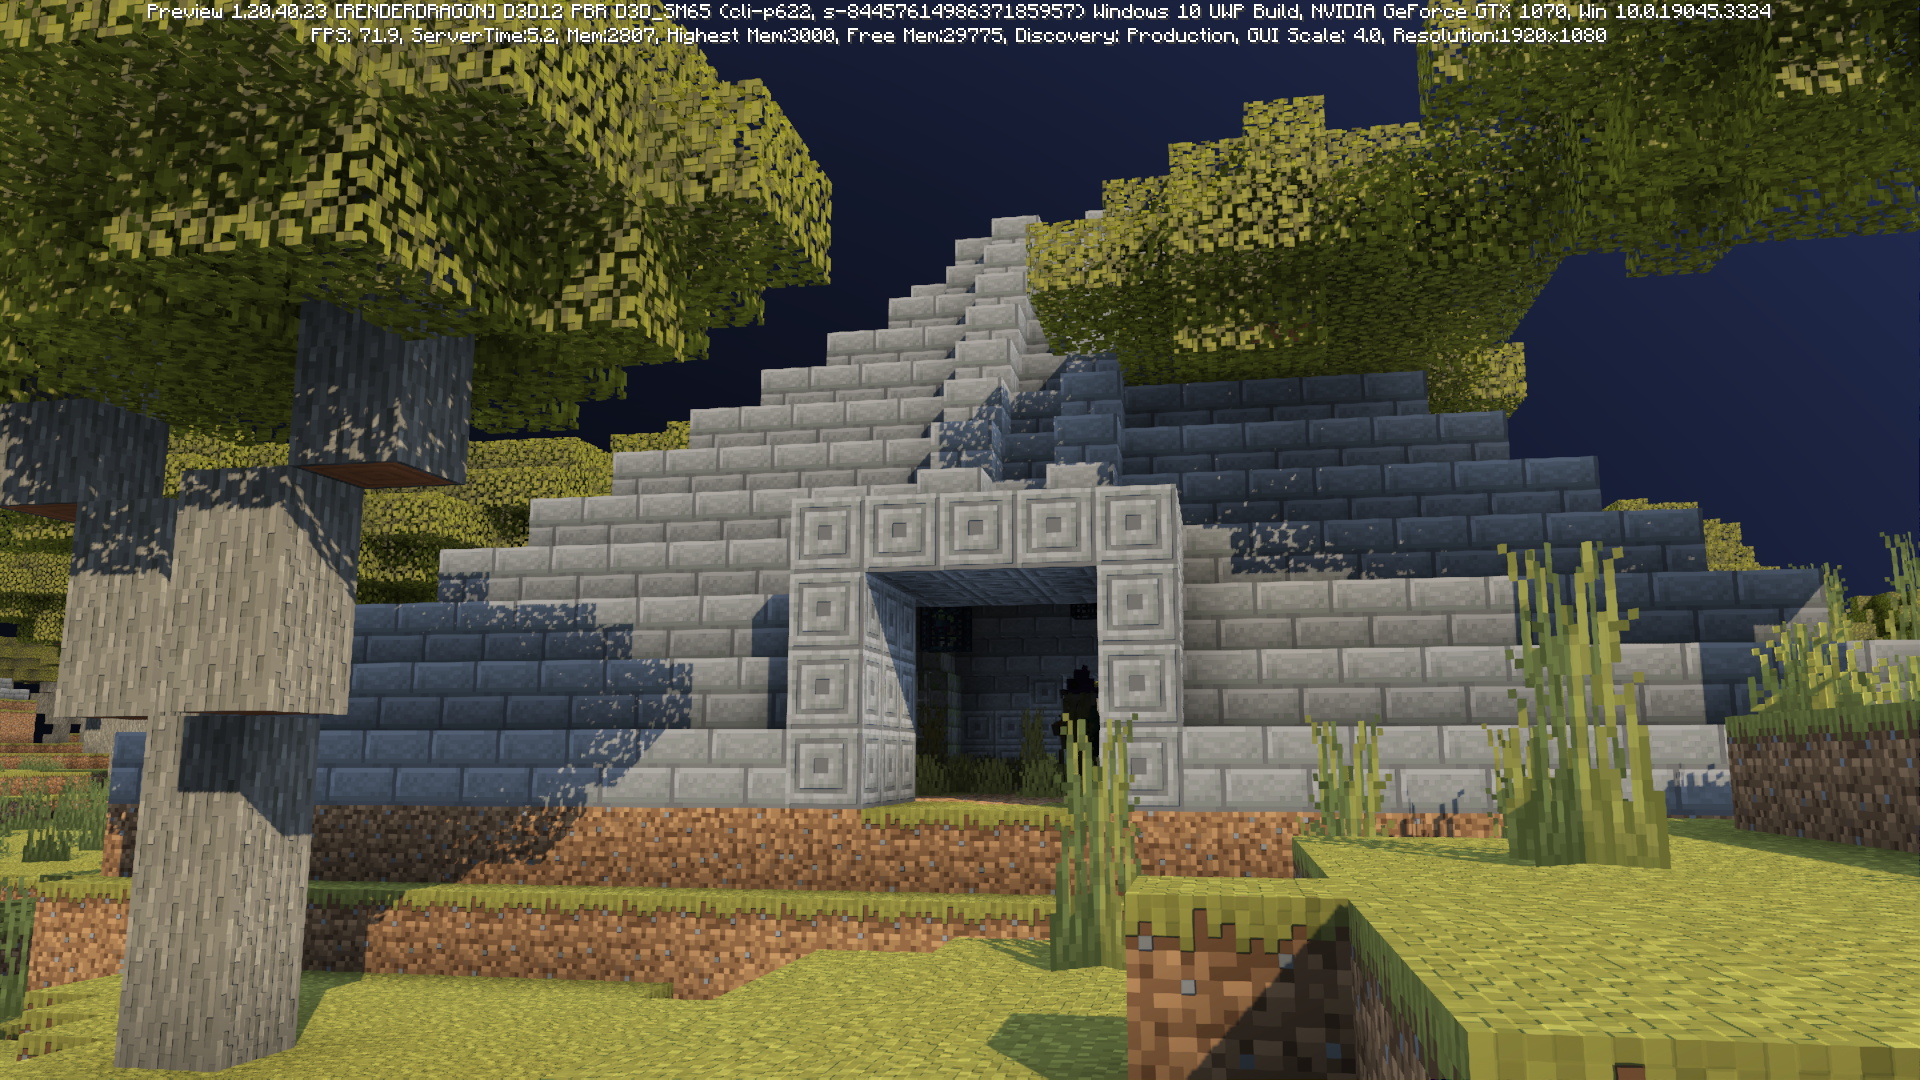 Preview 1.20.40.23 [RENDERDRAGON] D3D12 PBR D3D_SM65 (cli-p622, s-8445761498637185957) Windows 10 UWP Build, NVIDIA GeForce GTX 1070, Win 10.0.19045.3324
FPS: 71.9, ServerTime:5.2, Mem:2807, Highest Mem:3000, Free Mem:29775, Discovery: Production, GUI Scale: 4.0, Resolution:1920x1080